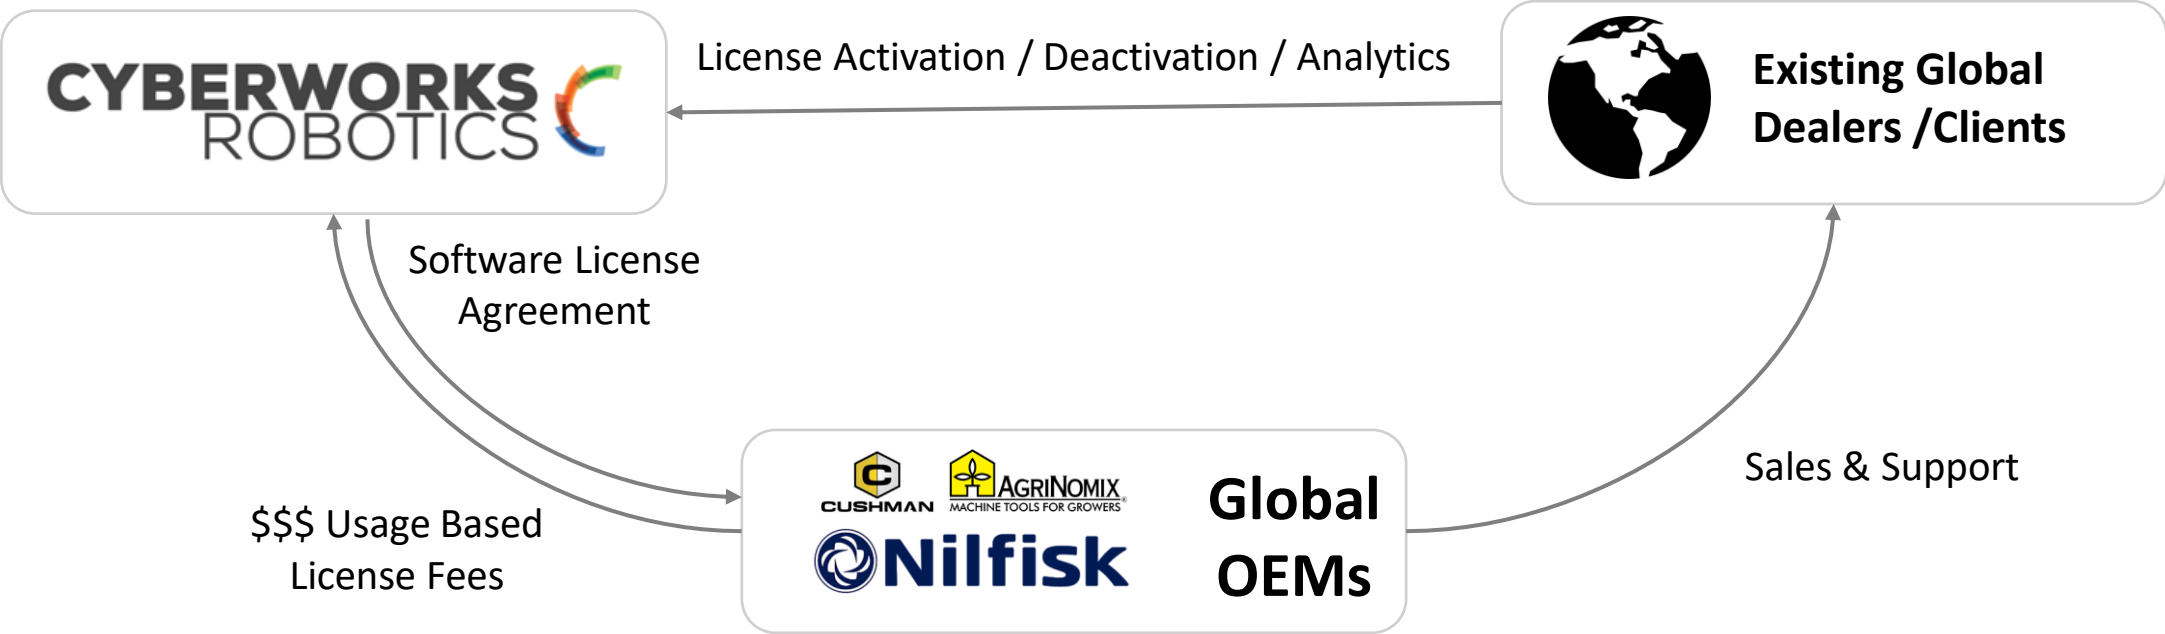 CYBERWORKS
ROBOTICS
License Activation / Deactivation / Analytics
Existing Global
Dealers /Clients
Software License
Agreement
$$$ Usage Based
License Fees
C
CUSHMAN
AGRINOMIX®
MACHINE TOOLS FOR GROWERS
Nilfisk
Global
OEMs
Sales & Support